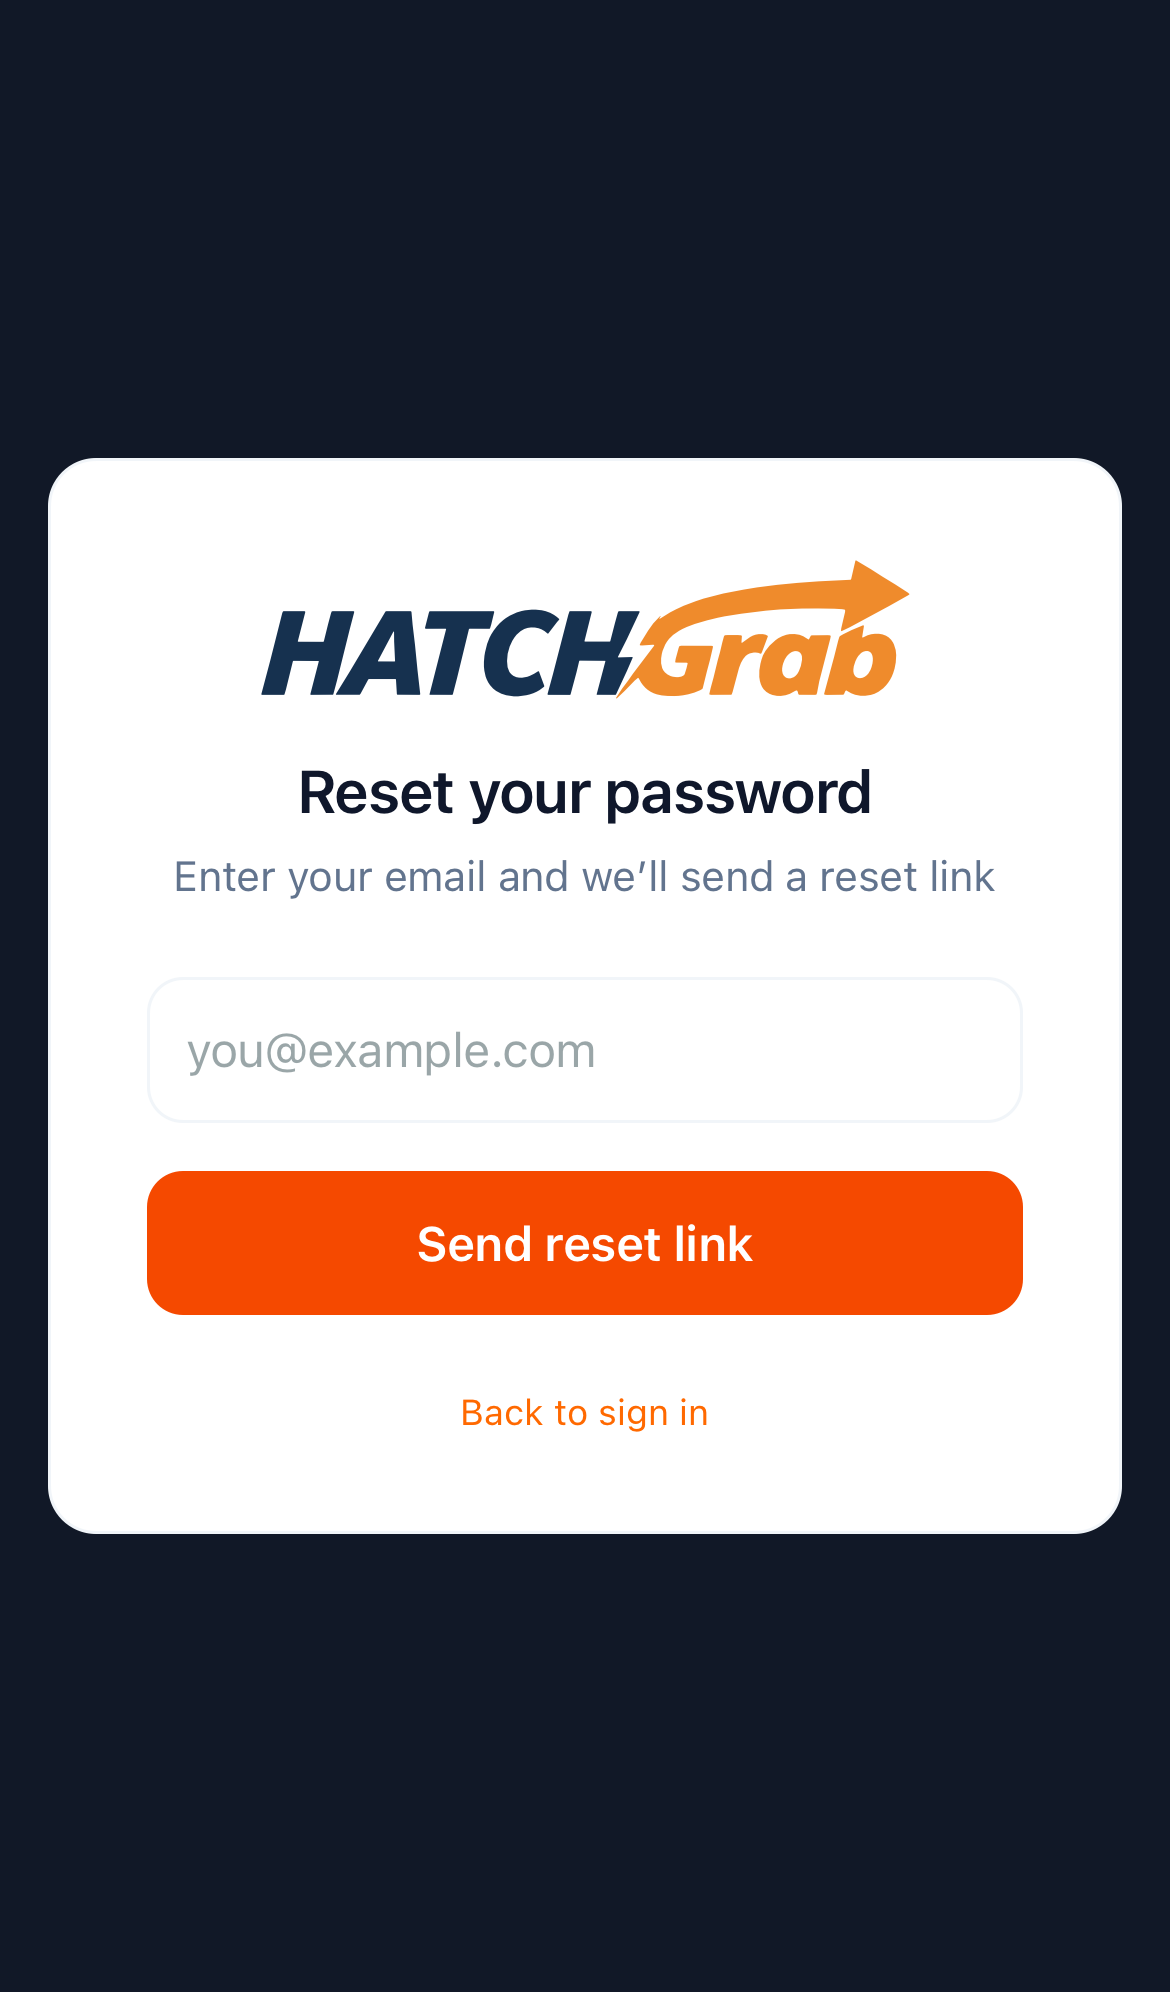 HATCHGrab
Reset your password
Enter your email and we’ll send a reset link
you@example.com
Send reset link
Back to sign in